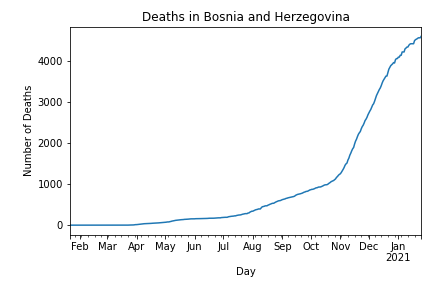 Deaths in Bosnia and Herzegovina
Number of Deaths
4000
3000
2000
1000
0
Feb Mar Apr May Jun Jul Aug Sep Oct Nov Dec Jan
2021
Day